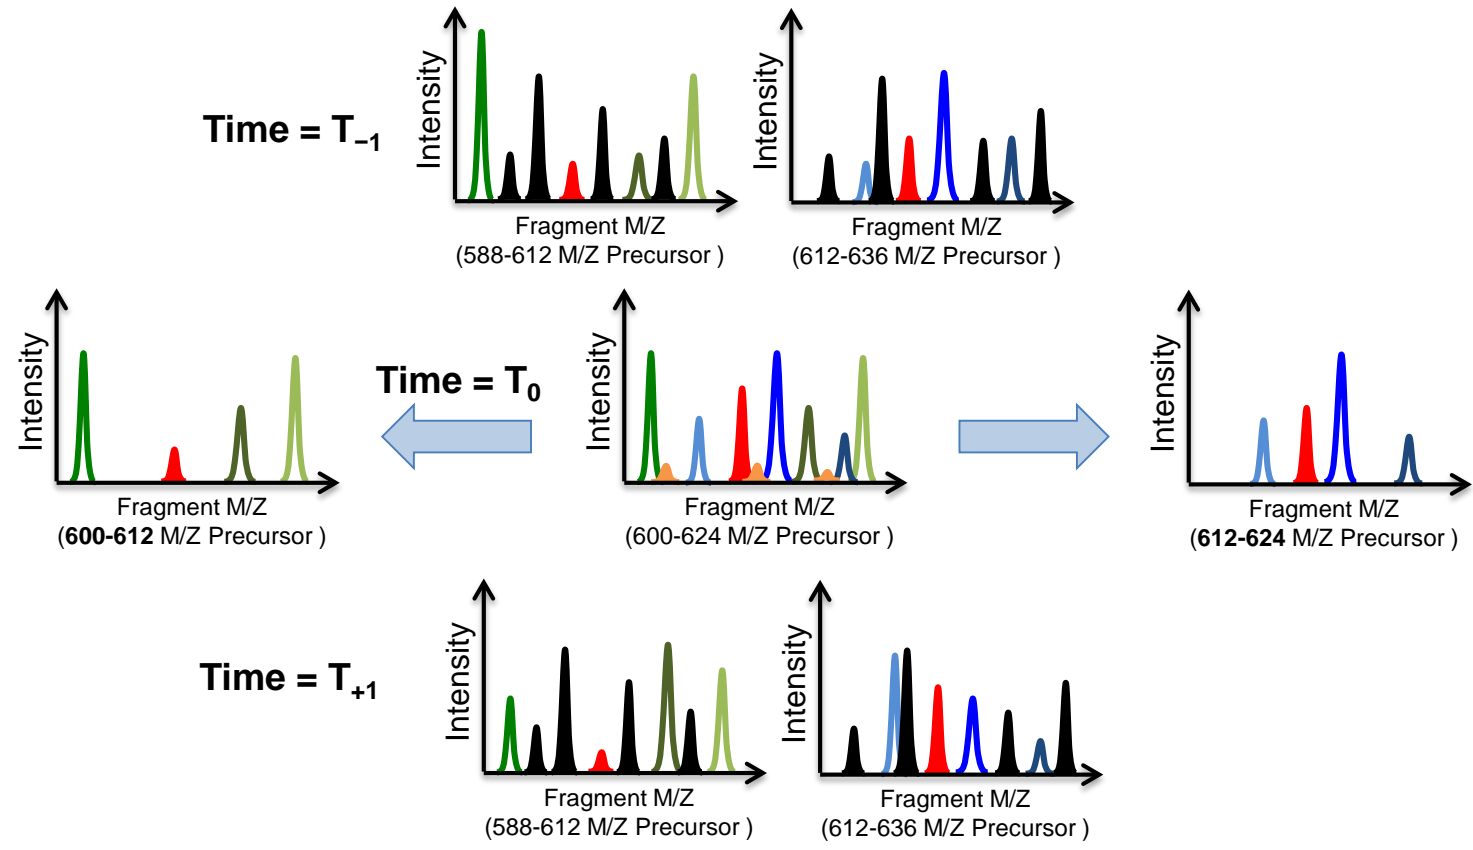 Time = T–1
Intensity
Fragment M/Z
(588-612 M/Z Precursor )
Intensity
Fragment M/Z
(612-636 M/Z Precursor )
Time = T0
Intensity
Fragment M/Z
(600-612 M/Z Precursor )
Intensity
Fragment M/Z
(600-624 M/Z Precursor )
Intensity
Fragment M/Z
(612-624 M/Z Precursor )
Time = T+1
Intensity
Fragment M/Z
(588-612 M/Z Precursor )
Intensity
Fragment M/Z
(612-636 M/Z Precursor )